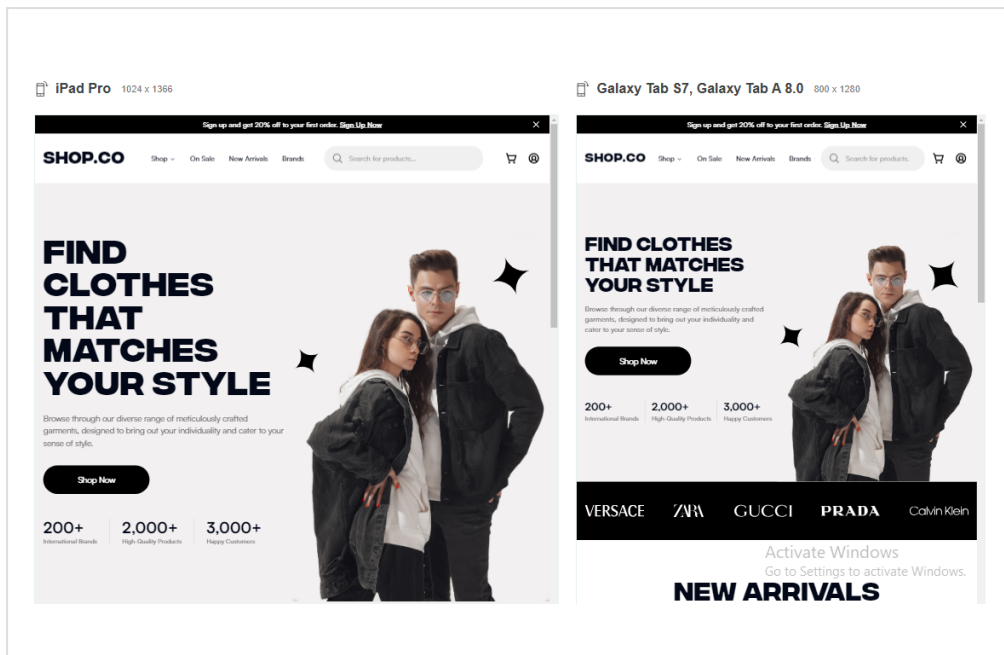 iPad Pro 1024 x 1366
Sign up and get 20% off to your first order. Sign Up Now
SHOP.CO Shop On Sale New Arrivals Brands Search for products...
FIND
CLOTHES
THAT
MATCHES
YOUR STYLE
Browse through our diverse range of meticulously crafted
garments, designed to bring out your individuality and cater to your
sense of style.
Shop Now
200+ 2,000+ 3,000+
International Brands High-Quality Products Happy Customers
Galaxy Tab S7, Galaxy Tab A 8.0 800 x 1280
Sign up and get 20% off to your first order. Sign Up Now
SHOP.CO Shop On Sale New Arrivals Brands Search for products.
FIND CLOTHES
THAT MATCHES
YOUR STYLE
Browse through our diverse range of meticulously crafted
garments, designed to bring out your individuality and
cater to your sense of style.
Shop Now
200+ 2,000+ 3,000+
International Brands High-Quality Products Happy Customers
VERSACE ZARA GUCCI PRADA Calvin Klein
Activate Windows
Go to Settings to activate Windows.
NEW ARRIVALS